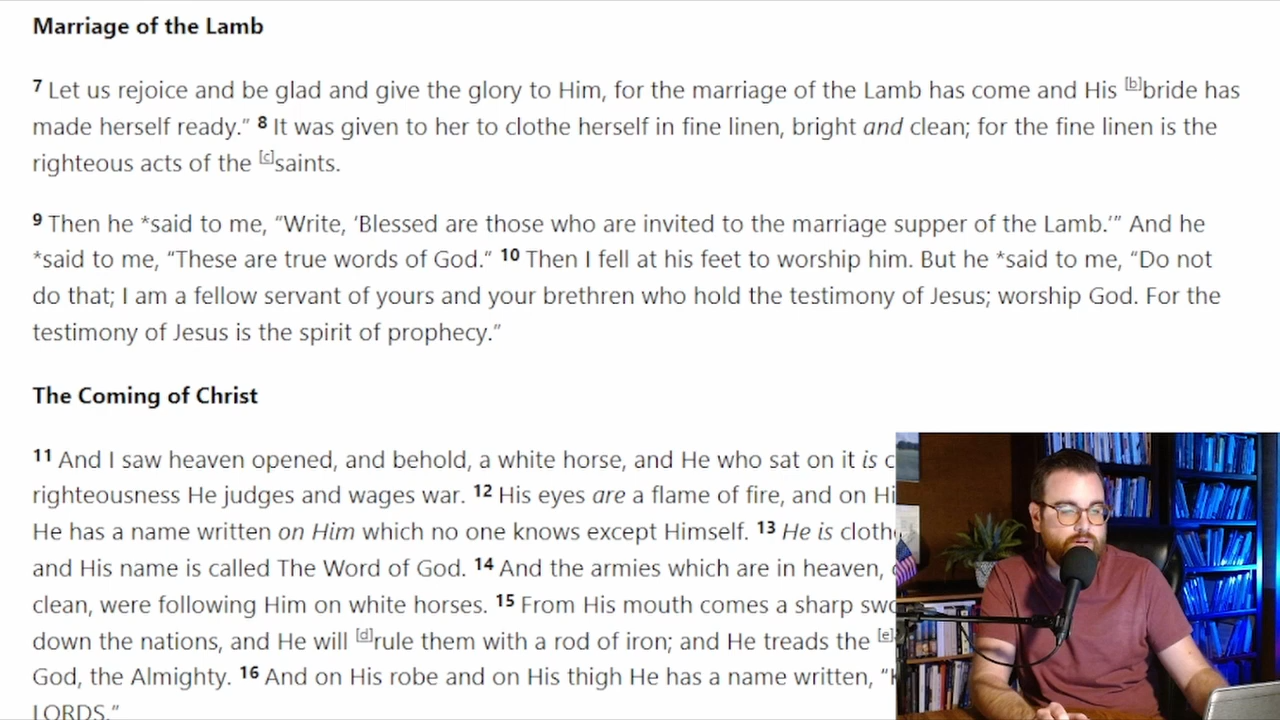 Marriage of the Lamb
7 Let us rejoice and be glad and give the glory to Him, for the marriage of the Lamb has come and His [b]bride has
made herself ready.” 8 It was given to her to clothe herself in fine linen, bright and clean; for the fine linen is the
righteous acts of the [c]saints.
9 Then he *said to me, “Write, ‘Blessed are those who are invited to the marriage supper of the Lamb.’” And he
*said to me, “These are true words of God.” 10 Then I fell at his feet to worship him. But he *said to me, “Do not
do that; I am a fellow servant of yours and your brethren who hold the testimony of Jesus; worship God. For the
testimony of Jesus is the spirit of prophecy.”
The Coming of Christ
11 And I saw heaven opened, and behold, a white horse, and He who sat on it is
righteousness He judges and wages war. 12 His eyes are a flame of fire, and on
He has a name written on Him which no one knows except Himself. 13 He is
and His name is called The Word of God. 14 And the armies which are in heaven,
clean, were following Him on white horses. 15 From His mouth comes a sharp
down the nations, and He will [d]rule them with a rod of iron; and He treads the [e]
God, the Almighty. 16 And on His robe and on His thigh He has a name written,
LORDS.”